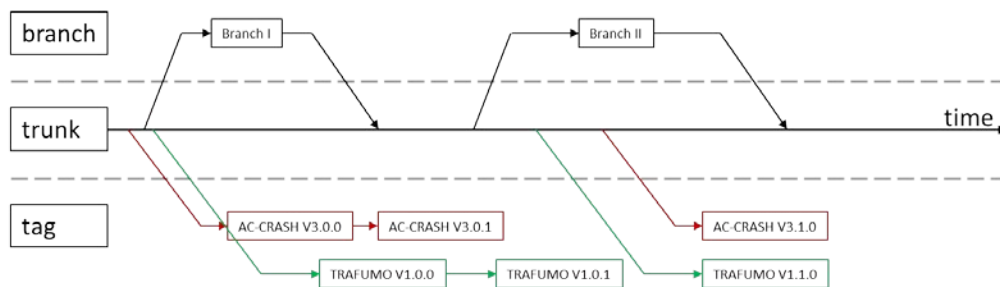 branch
Branch I
Branch II
trunk
time
tag
AC-CRASH V3.0.0
AC-CRASH V3.0.1
AC-CRASH V3.1.0
TRAFUMO V1.0.0
TRAFUMO V1.0.1
TRAFUMO V1.1.0